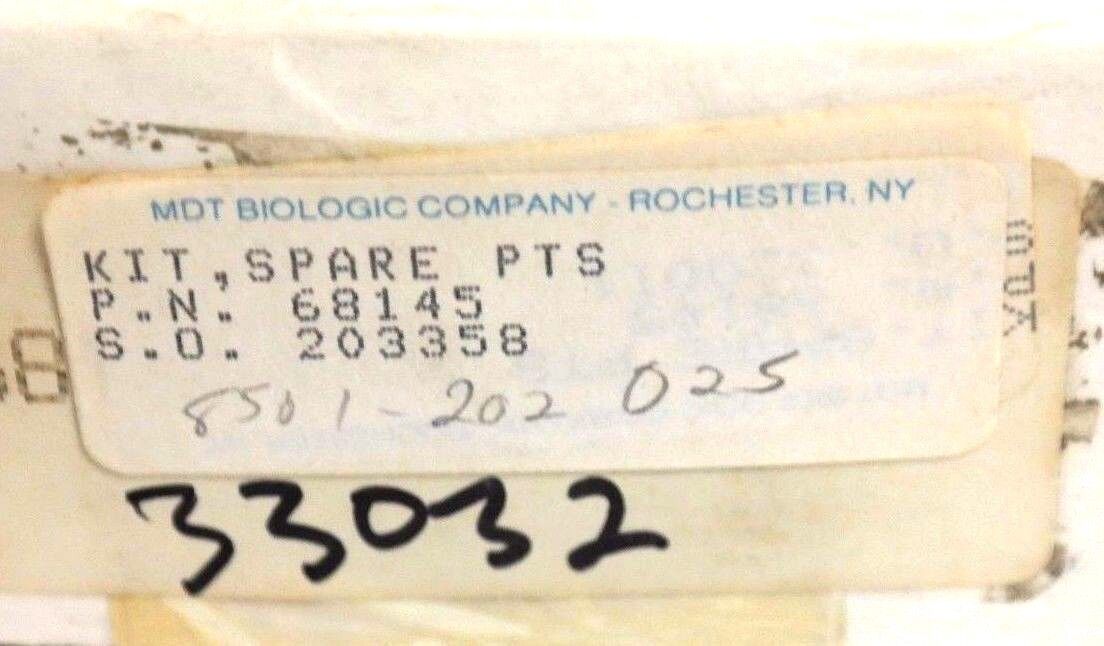 MDT BIOLOGIC COMPANY - ROCHESTER, NY
KIT,SPARE PTS
P.N. 68145
S.O. 203358
8501-202 025
33032